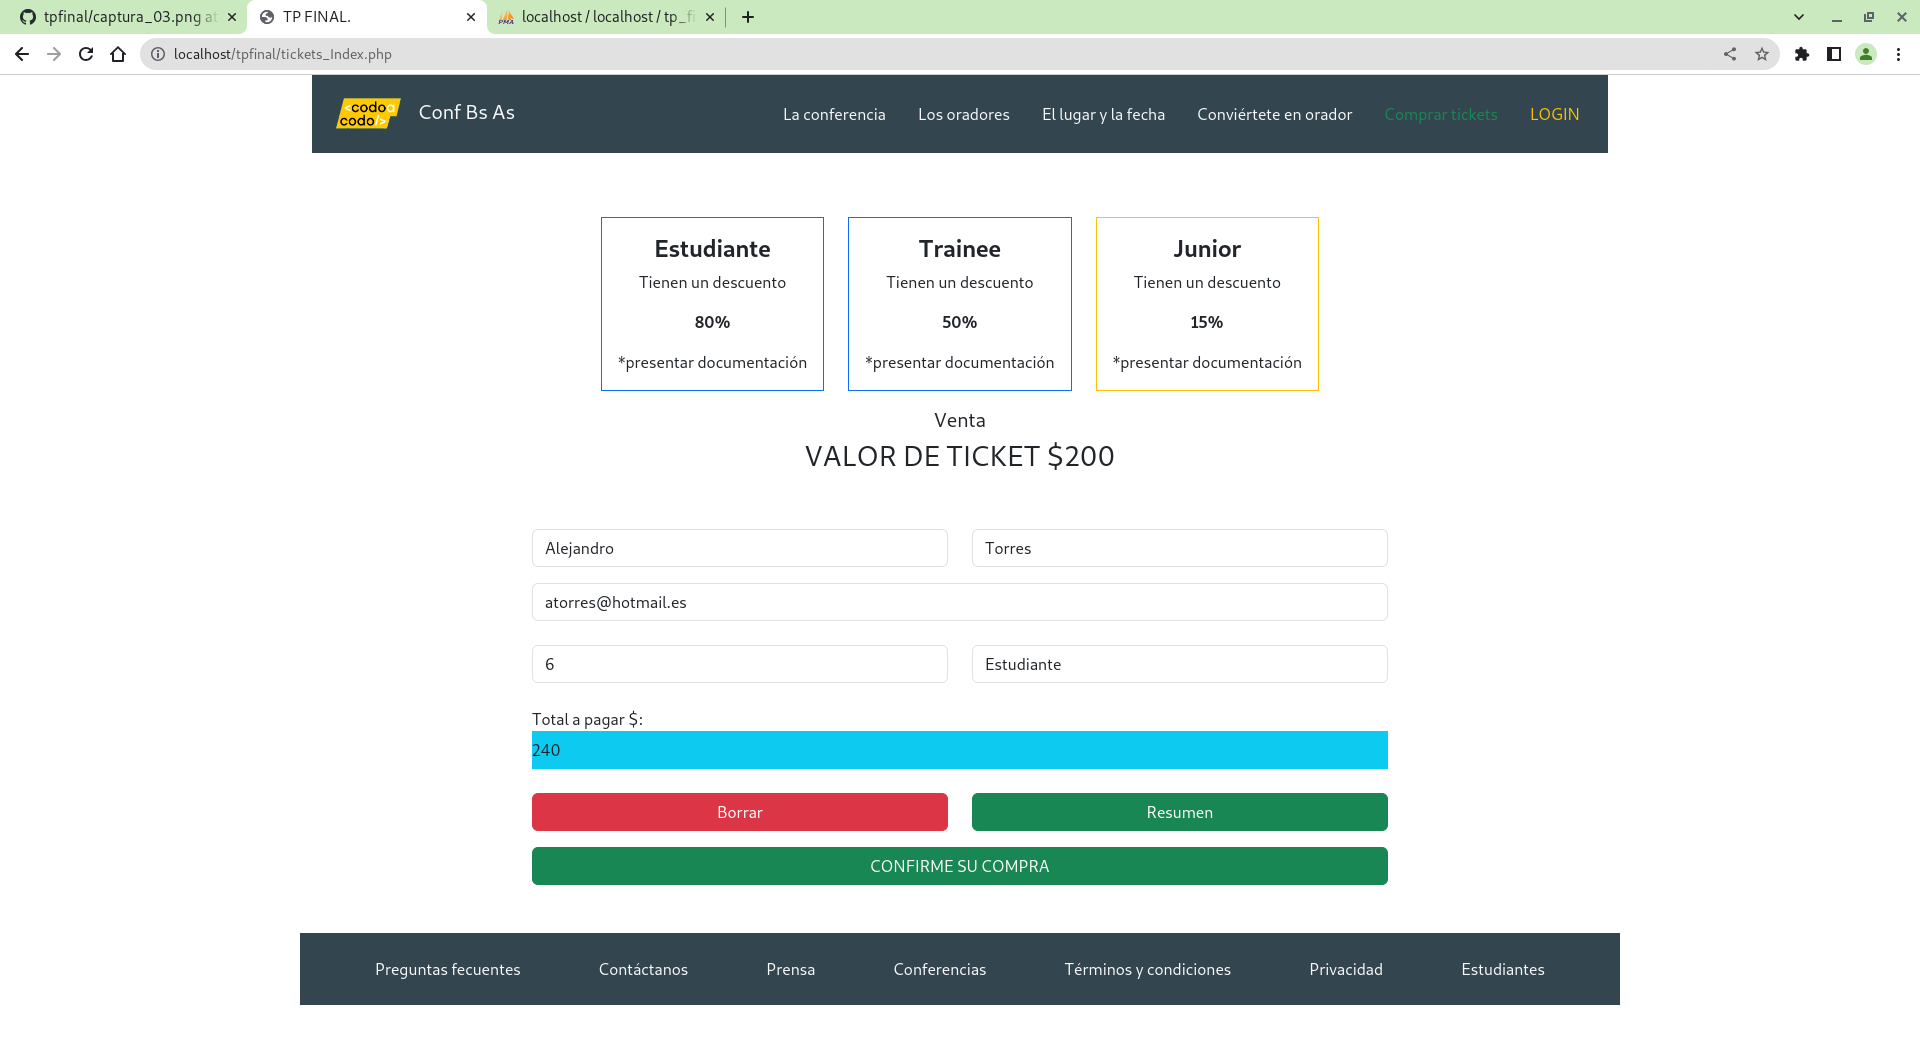 tpfinal/captura_03.png at
TP FINAL.
localhost / localhost / tp_fi
localhost/tpfinal/tickets_Index.php
<codo a
codo/>
Conf Bs As
La conferencia
Los oradores
El lugar y la fecha
Conviértete en orador
Comprar tickets
LOGIN
Estudiante
Tienen un descuento
80%
*presentar documentación
Trainee
Tienen un descuento
50%
*presentar documentación
Junior
Tienen un descuento
15%
*presentar documentación
Venta
VALOR DE TICKET $200
Alejandro
Torres
atorres@hotmail.es
6
Estudiante
Total a pagar $:
240
Borrar
Resumen
CONFIRME SU COMPRA
Preguntas fecuentes
Contáctanos
Prensa
Conferencias
Términos y condiciones
Privacidad
Estudiantes